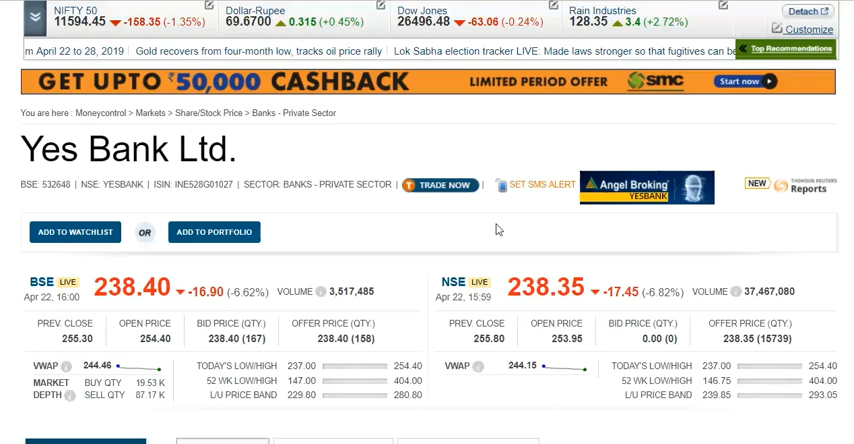 NIFTY 50
11594.45 -158.35 (-1.35%)
Dollar-Rupee
69.6700 0.315 (+0.45%)
Dow Jones
26496.48 -63.06 (-0.24%)
Rain Industries
128.35 3.4 (+2.72%)
Detach
Customize
m April 22 to 28, 2019 | Gold recovers from four-month low, tracks oil price rally | Lok Sabha election tracker LIVE: Made laws stronger so that fugitives can be
Top Recommendations
GET UPTO ₹50,000 CASHBACK LIMITED PERIOD OFFER smc Start now
You are here : Moneycontrol > Markets > Share/Stock Price > Banks - Private Sector
Yes Bank Ltd.
BSE: 532648 | NSE: YESBANK | ISIN: INE528G01027 | SECTOR: BANKS - PRIVATE SECTOR | T TRADE NOW | SET SMS ALERT
Angel Broking
YESBANK
NEW THOMSON REUTERS
Reports
ADD TO WATCHLIST OR ADD TO PORTFOLIO
BSE LIVE
Apr 22, 16:00
238.40 -16.90 (-6.62%) VOLUME 3,517,485
PREV. CLOSE OPEN PRICE BID PRICE (QTY.) OFFER PRICE (QTY.)
255.30 254.40 238.40 (167) 238.40 (158)
VWAP 244.46
MARKET BUY QTY 19.53 K
DEPTH SELL QTY 87.17 K
TODAY'S LOW/HIGH 237.00 254.40
52 WK LOW/HIGH 147.00 404.00
L/U PRICE BAND 229.80 280.80
NSE LIVE
Apr 22, 15:59
238.35 -17.45 (-6.82%) VOLUME 37,467,080
PREV. CLOSE OPEN PRICE BID PRICE (QTY.) OFFER PRICE (QTY.)
255.80 253.95 0.00 (0) 238.35 (15739)
VWAP 244.15
TODAY'S LOW/HIGH 237.00 254.40
52 WK LOW/HIGH 146.75 404.00
L/U PRICE BAND 239.85 293.05